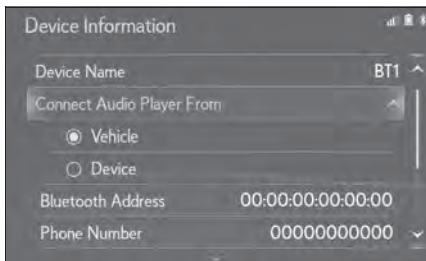 Device Information
Device Name BT1
Connect Audio Player From
Vehicle
Device
Bluetooth Address 00:00:00:00:00:00
Phone Number 00000000000